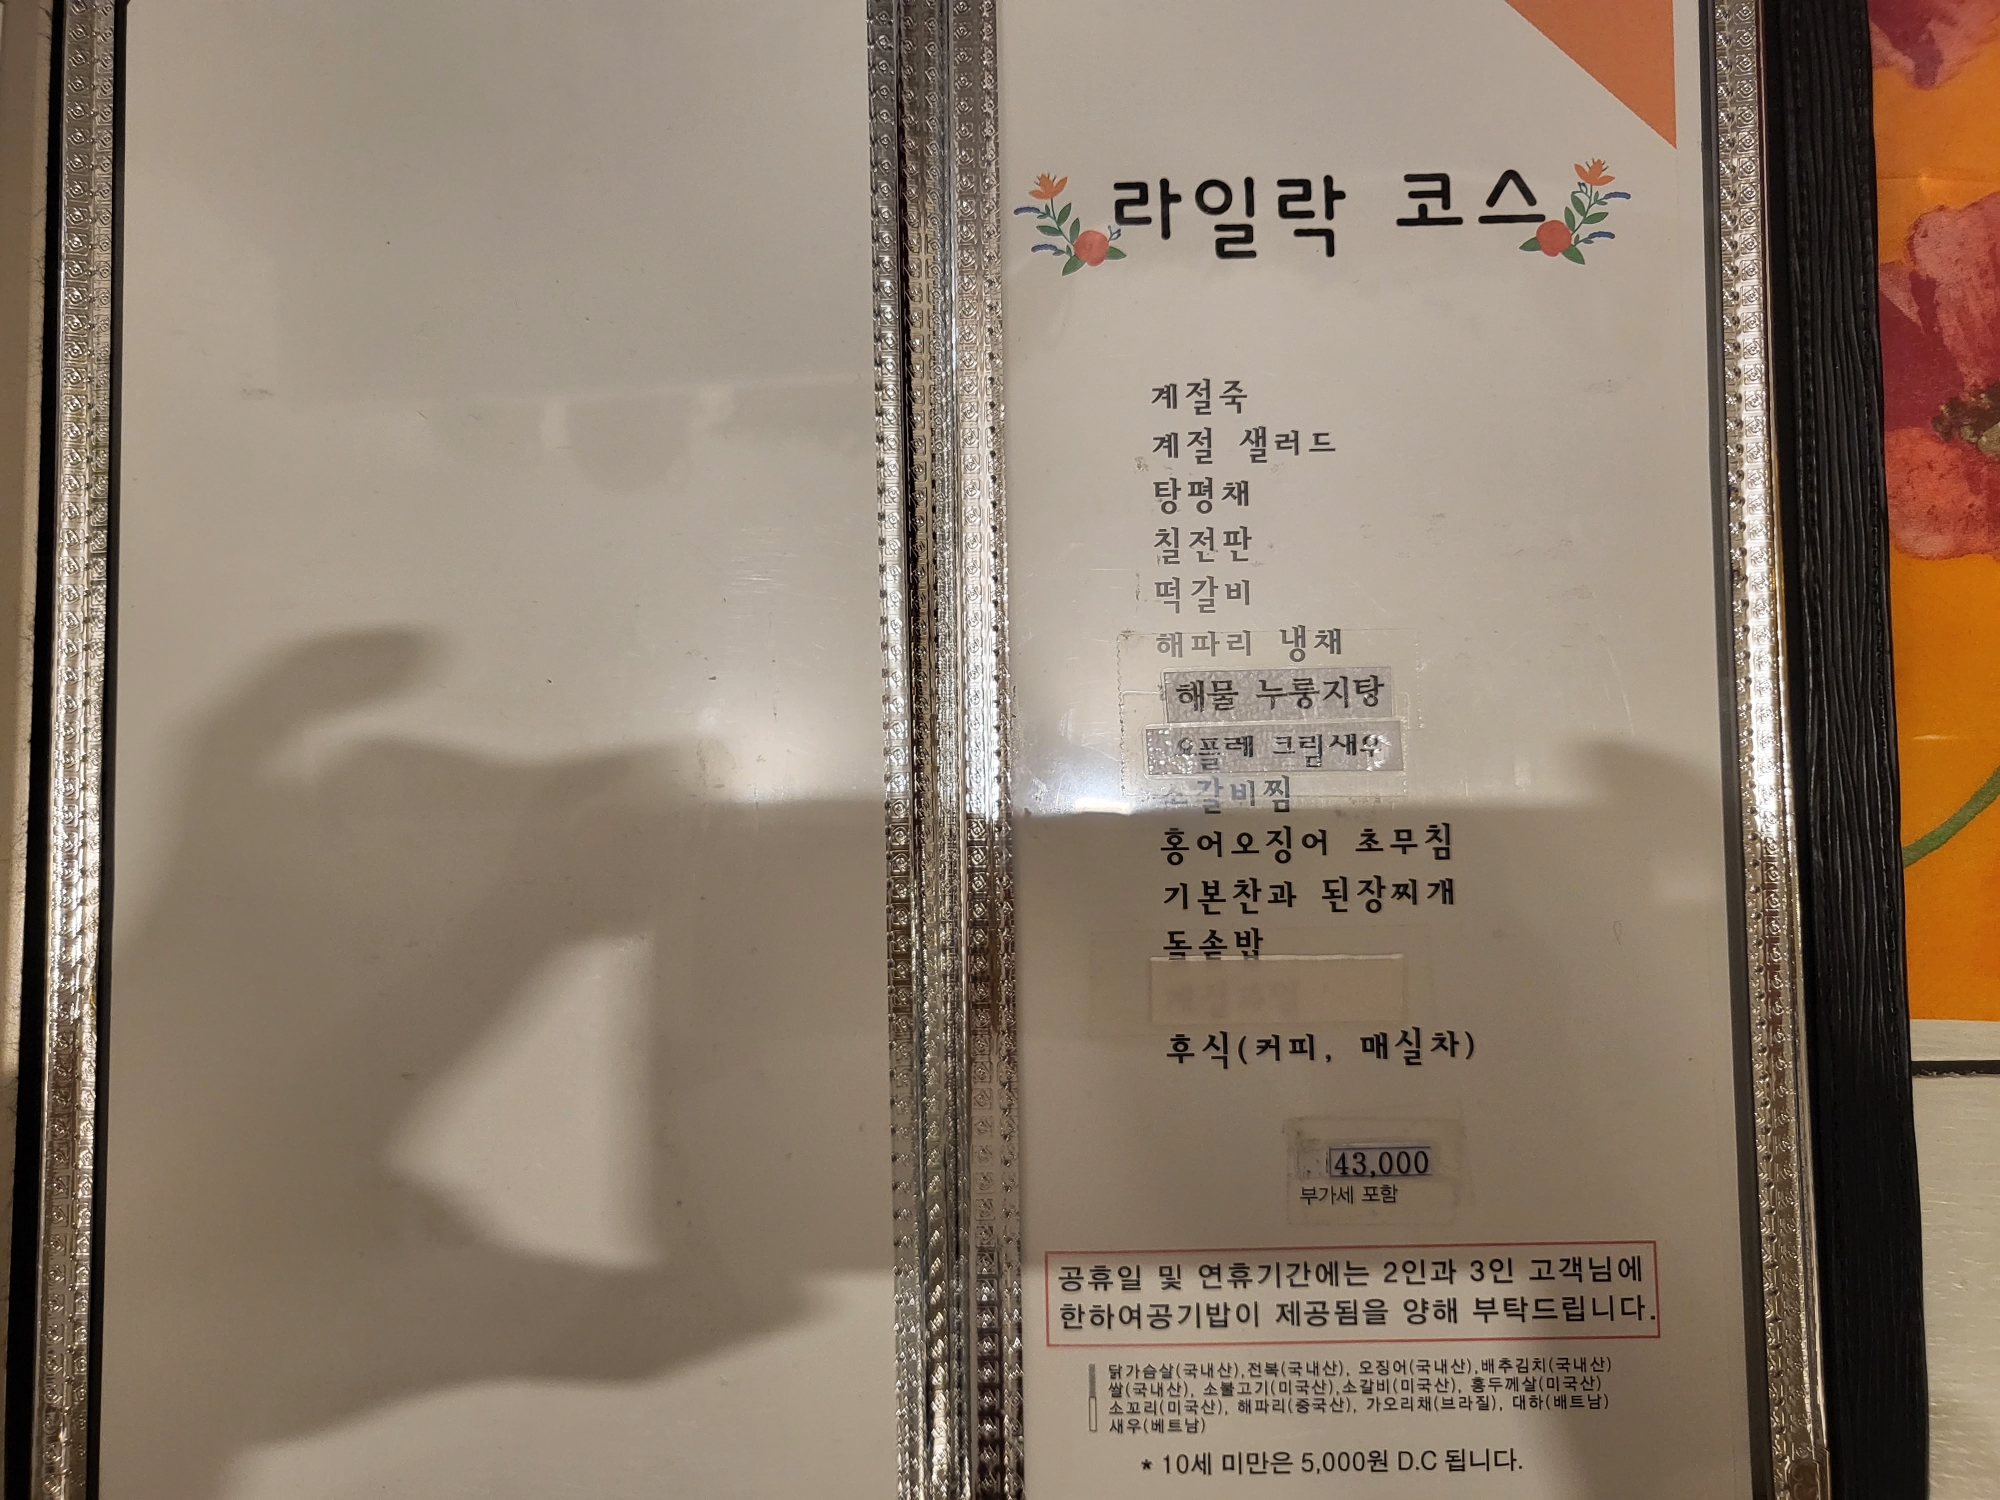 라일락 코스
계절죽
계절 샐러드
탕평채
칠전판
떡갈비
해파리 냉채
해물 누룽지탕
크림새우
소갈비찜
홍어오징어 초무침
기본찬과 된장찌개
돌솥밥
후식(커피, 매실차)
43,000
부가세 포함
공휴일 및 연휴기간에는 2인과 3인 고객님에
한하여공기밥이 제공됨을 양해 부탁드립니다.
닭가슴살(국내산),전복(국내산), 오징어(국내산),배추김치(국내산)
쌀(국내산), 소불고기(미국산),소갈비(미국산), 홍두께살(미국산)
소꼬리(미국산), 해파리(중국산), 가오리채(브라질), 대하(배트남)
새우(베트남)
* 10세 미만은 5,000원 D.C 됩니다.